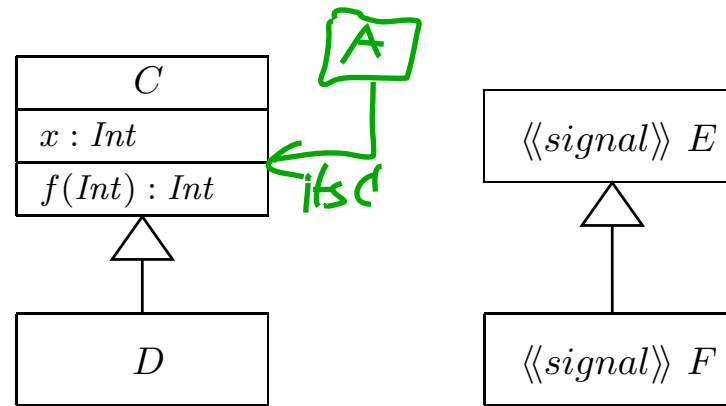 A
C
x : Int
f(Int) : Int
itsC
D
⟨⟨signal⟩⟩ E
⟨⟨signal⟩⟩ F